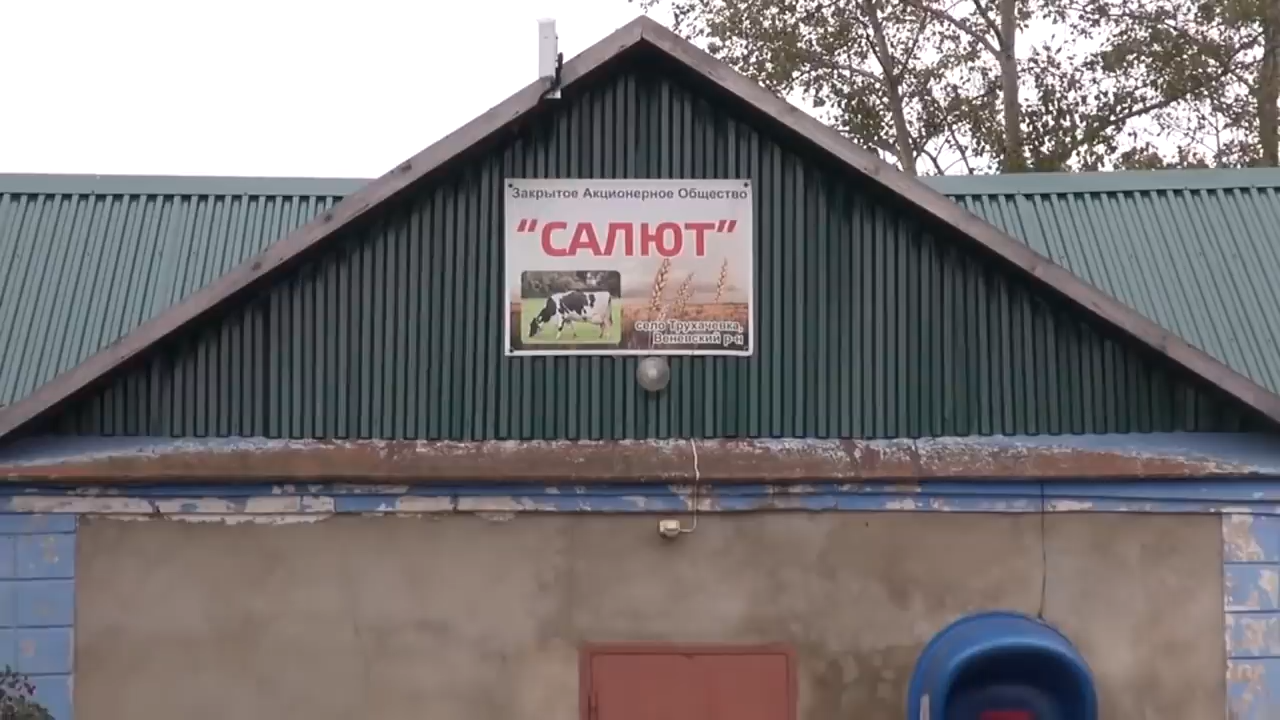 Закрытое Акционерное Общество
“САЛЮТ”
село Трухачевка,
Веневский р-н